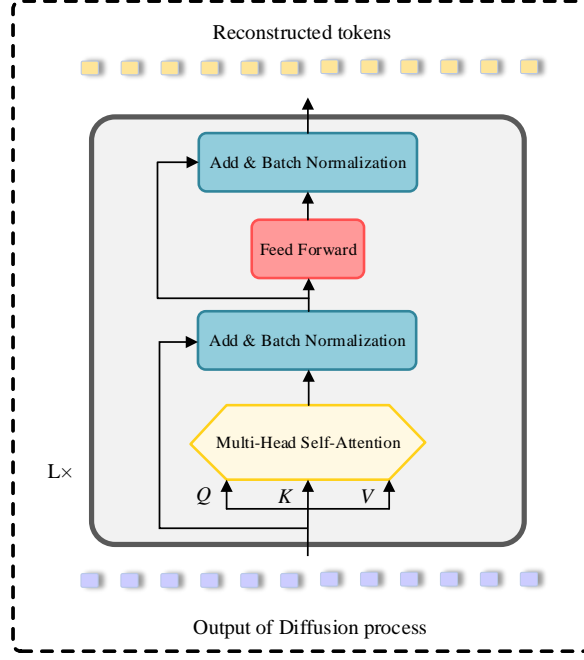 Reconstructed tokens
Add & Batch Normalization
Feed Forward
Add & Batch Normalization
Multi-Head Self-Attention
L×
Q K V
Output of Diffusion process